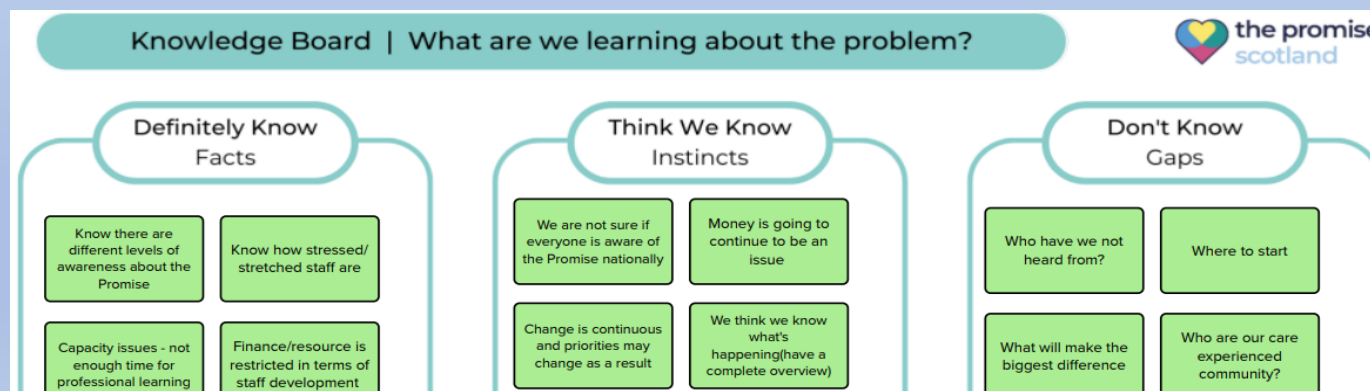 Knowledge Board | What are we learning about the problem?
the promise
scotland
Definitely Know
Facts
Know there are
different levels of
awareness about the
Promise
Know how stressed/
stretched staff are
Capacity issues - not
enough time for
professional learning
Finance/resource is
restricted in terms of
staff development
Think We Know
Instincts
We are not sure if
everyone is aware of
the Promise nationally
Money is going to
continue to be an
issue
Change is continuous
and priorities may
change as a result
We think we know
what's
happening(have a
complete overview)
Don't Know
Gaps
Who have we not
heard from?
Where to start
What will make the
biggest difference
Who are our care
experienced
community?